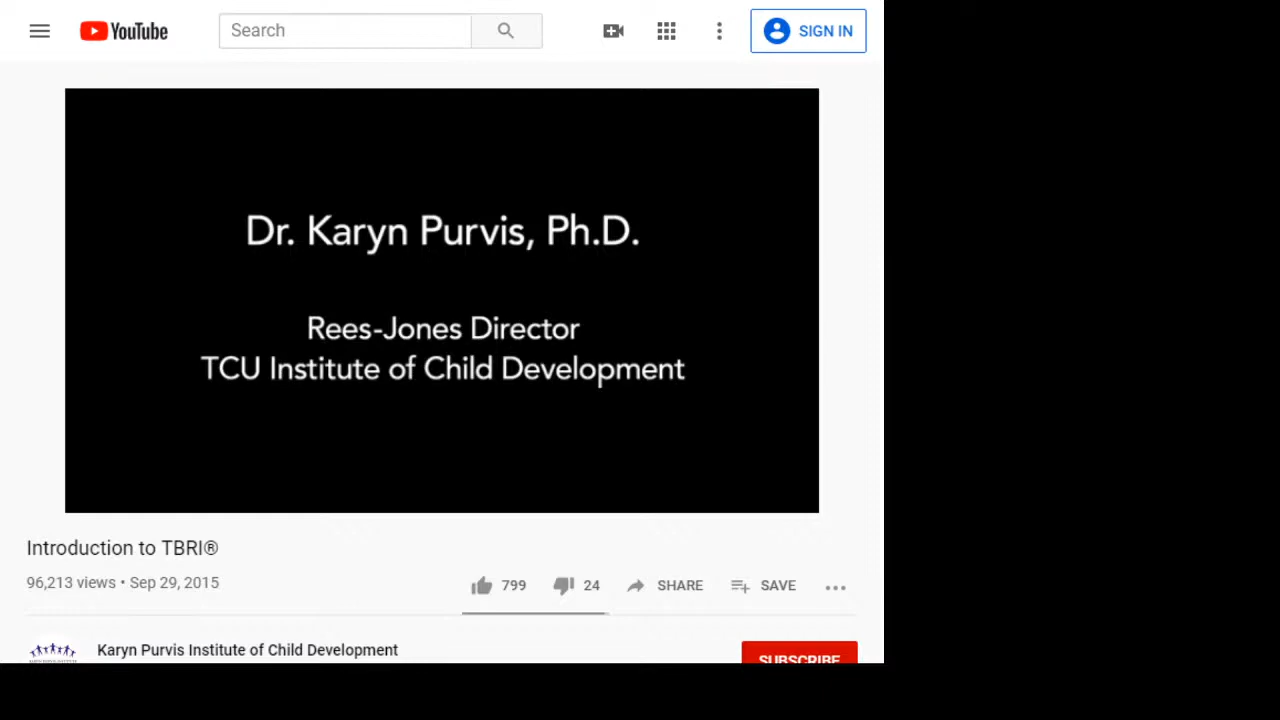 YouTube
Search
SIGN IN
Dr. Karyn Purvis, Ph.D.
Rees-Jones Director
TCU Institute of Child Development
Introduction to TBRI®
96,213 views • Sep 29, 2015
799 24 SHARE SAVE
Karyn Purvis Institute of Child Development
SUBSCRIBE